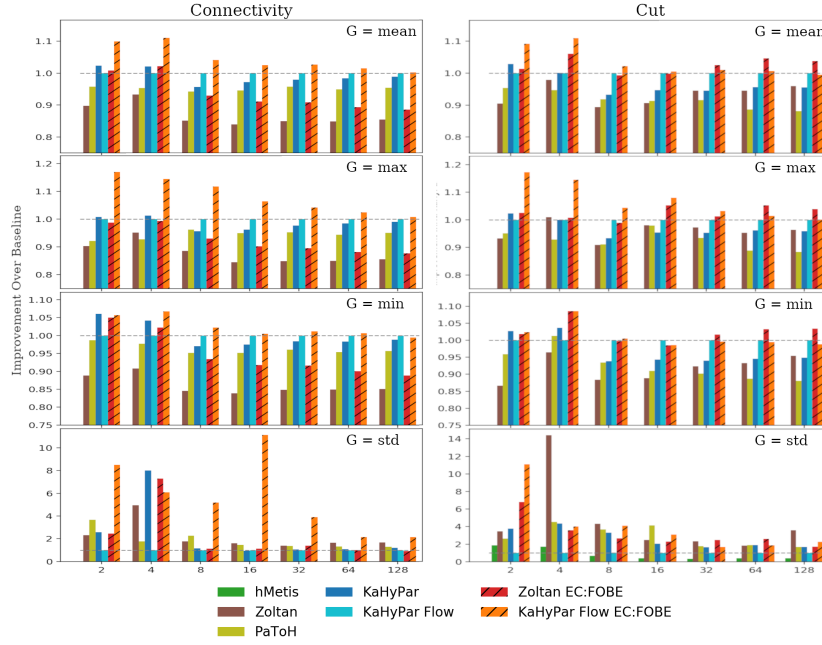 Connectivity
Cut
Improvement Over Baseline
G = mean
1.1
1.0
0.9
0.8
G = mean
1.1
1.0
0.9
0.8
G = max
1.2
1.1
1.0
0.9
0.8
G = max
1.2
1.1
1.0
0.9
0.8
G = min
1.10
1.05
1.00
0.95
0.90
0.85
0.80
0.75
G = min
1.10
1.05
1.00
0.95
0.90
0.85
0.80
0.75
G = std
10
8
6
4
2
0
2 4 8 16 32 64 128
G = std
14
12
10
8
6
4
2
0
2 4 8 16 32 64 128
hMetis
Zoltan
PaToH
KaHyPar
KaHyPar Flow
Zoltan EC:FOBE
KaHyPar Flow EC:FOBE